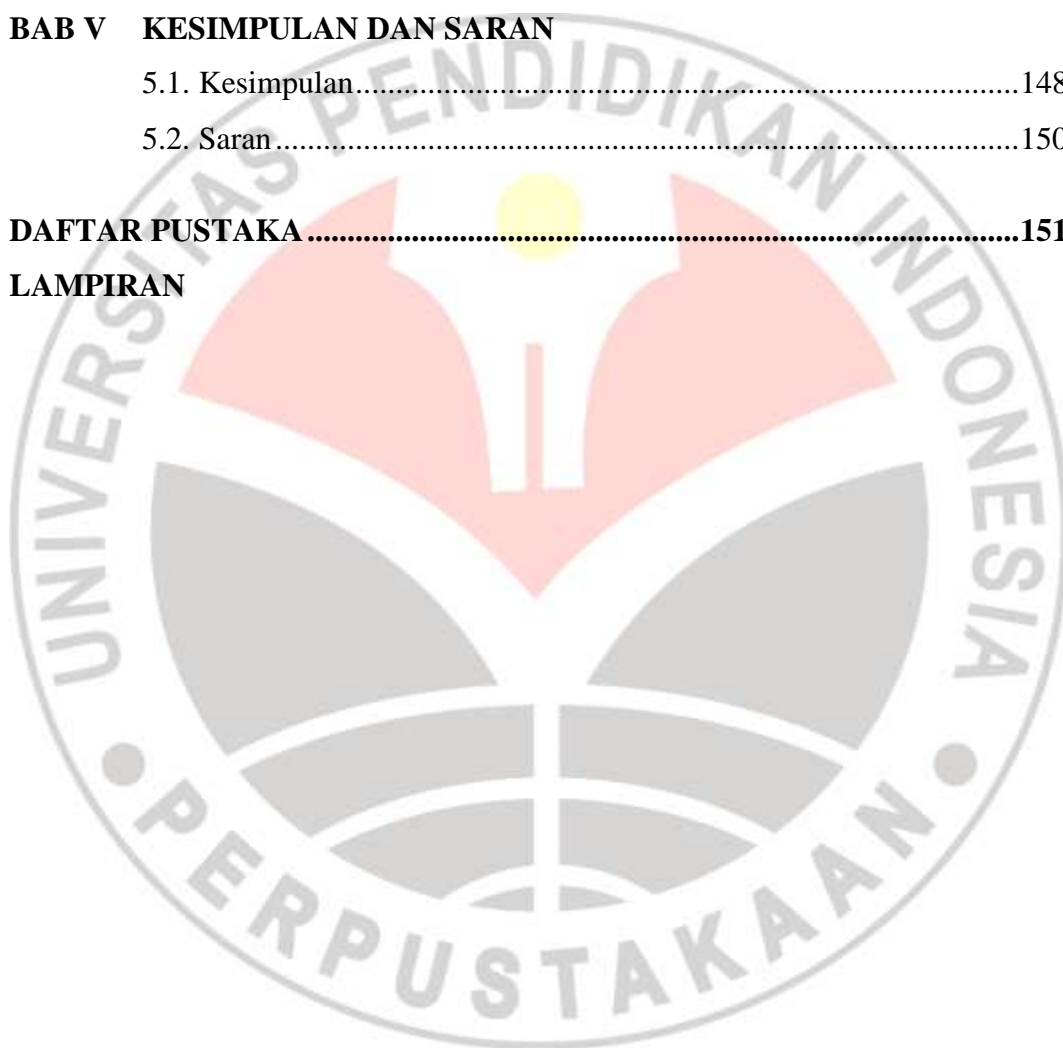 BAB V KESIMPULAN DAN SARAN
5.1. Kesimpulan......................................................................................148
5.2. Saran................................................................................................150
DAFTAR PUSTAKA............................................................................................151
LAMPIRAN
UNIVERSITAS PENDIDIKAN INDONESIA
PERPUSTAKAAN